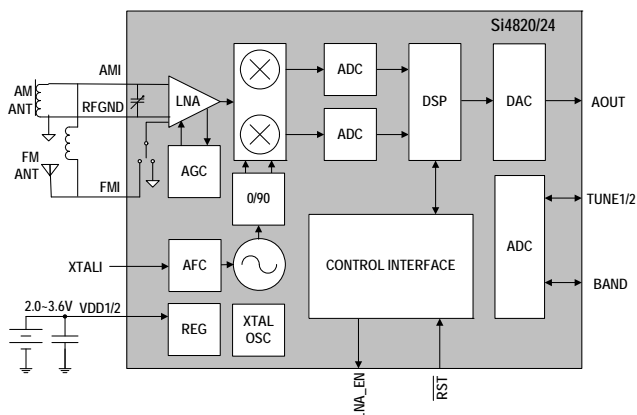 Si4820/24
AMI
AM
ANT
RFGND
LNA
ADC
DSP
DAC
AOUT
ADC
FM
ANT
AGC
FMI
0/90
ADC
TUNE1/2
CONTROL INTERFACE
BAND
XTALI
AFC
2.0~3.6V
VDD1/2
REG
XTAL
OSC
LNA_EN
RST